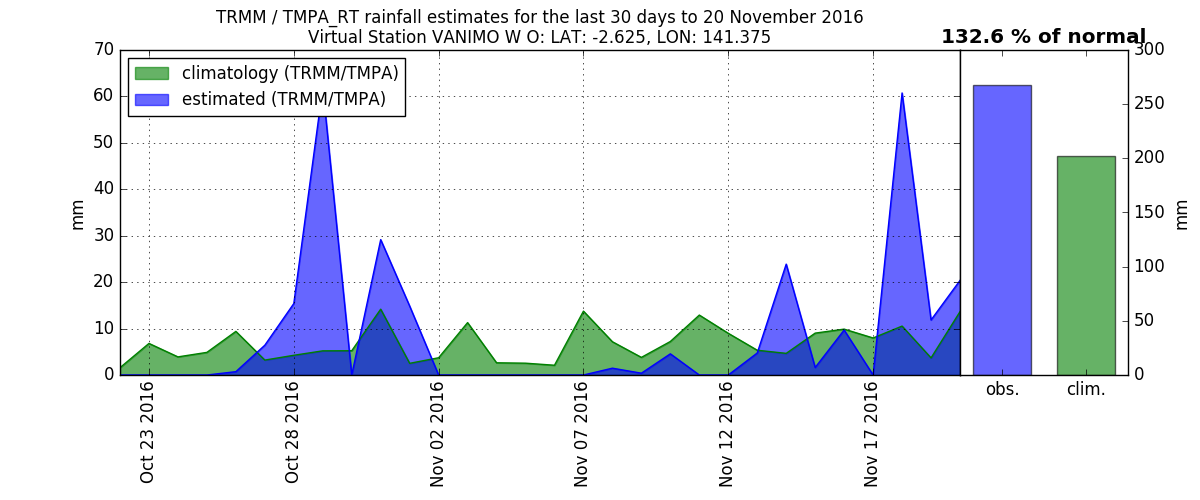 TRMM / TMPA_RT rainfall estimates for the last 30 days to 20 November 2016
Virtual Station VANIMO W O: LAT: -2.625, LON: 141.375
132.6 % of normal
climatology (TRMM/TMPA)
estimated (TRMM/TMPA)
70
60
50
40
30
20
10
0
mm
Oct 23 2016
Oct 28 2016
Nov 02 2016
Nov 07 2016
Nov 12 2016
Nov 17 2016
obs.
clim.
300
250
200
150
100
50
0
mm